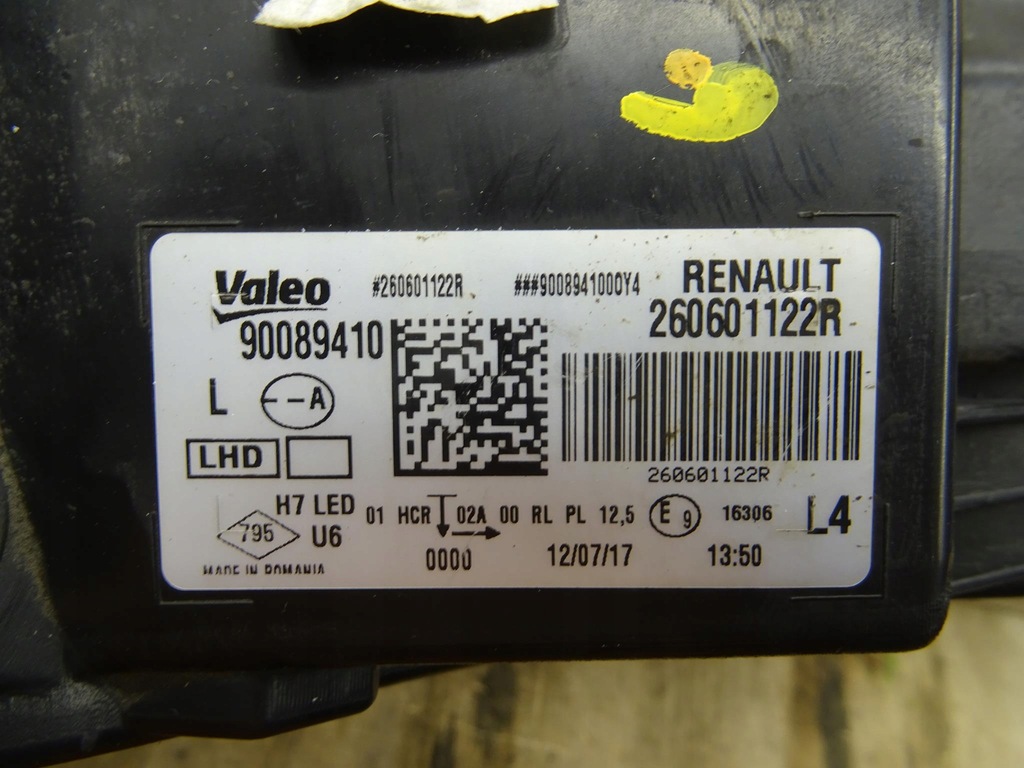 Valeo #260601122R ###9008941000Y4 RENAULT
90089410 260601122R
L --A
LHD
260601122R
H7 LED 01 HCR 02A 00 RL PL 12,5 E9 16306 L4
795 U6
0000 12/07/17 13:50
MADE IN ROMANIA